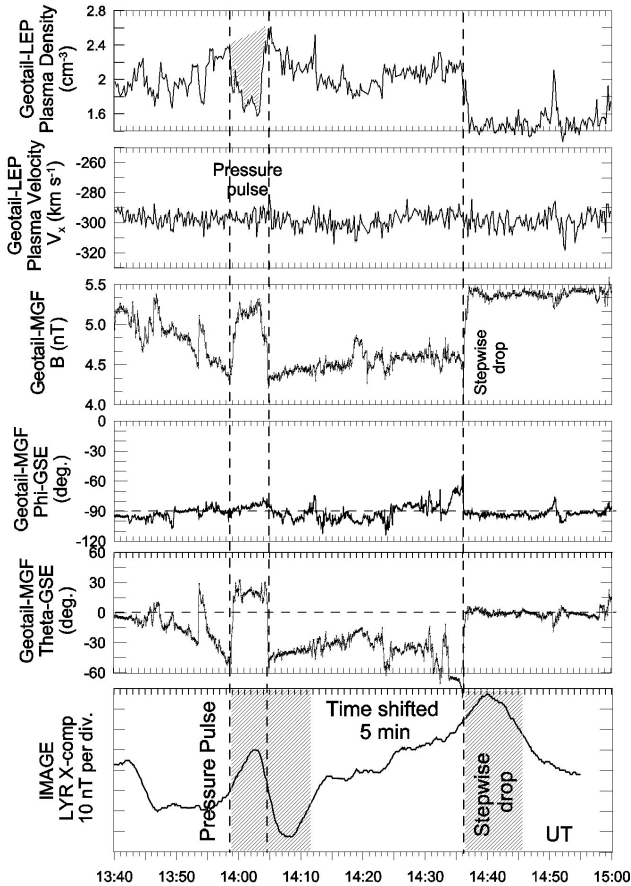 Geotail-LEP
Plasma Density
(cm-3)
2.8
2.4
2
1.6
Geotail-LEP
Plasma Velocity
Vx (km s-1)
-260
-280
-300
-320
Pressure
pulse
Geotail-MGF
B (nT)
5.5
5.0
4.5
4.0
Stepwise
drop
Geotail-MGF
Phi-GSE
(deg.)
0
-30
-60
-90
-120
Geotail-MGF
Theta-GSE
(deg.)
60
30
0
-30
-60
IMAGE
LYR X-comp
10 nT per div.
Pressure Pulse
Time shifted
5 min
Stepwise
drop
UT
13:40 13:50 14:00 14:10 14:20 14:30 14:40 14:50 15:00